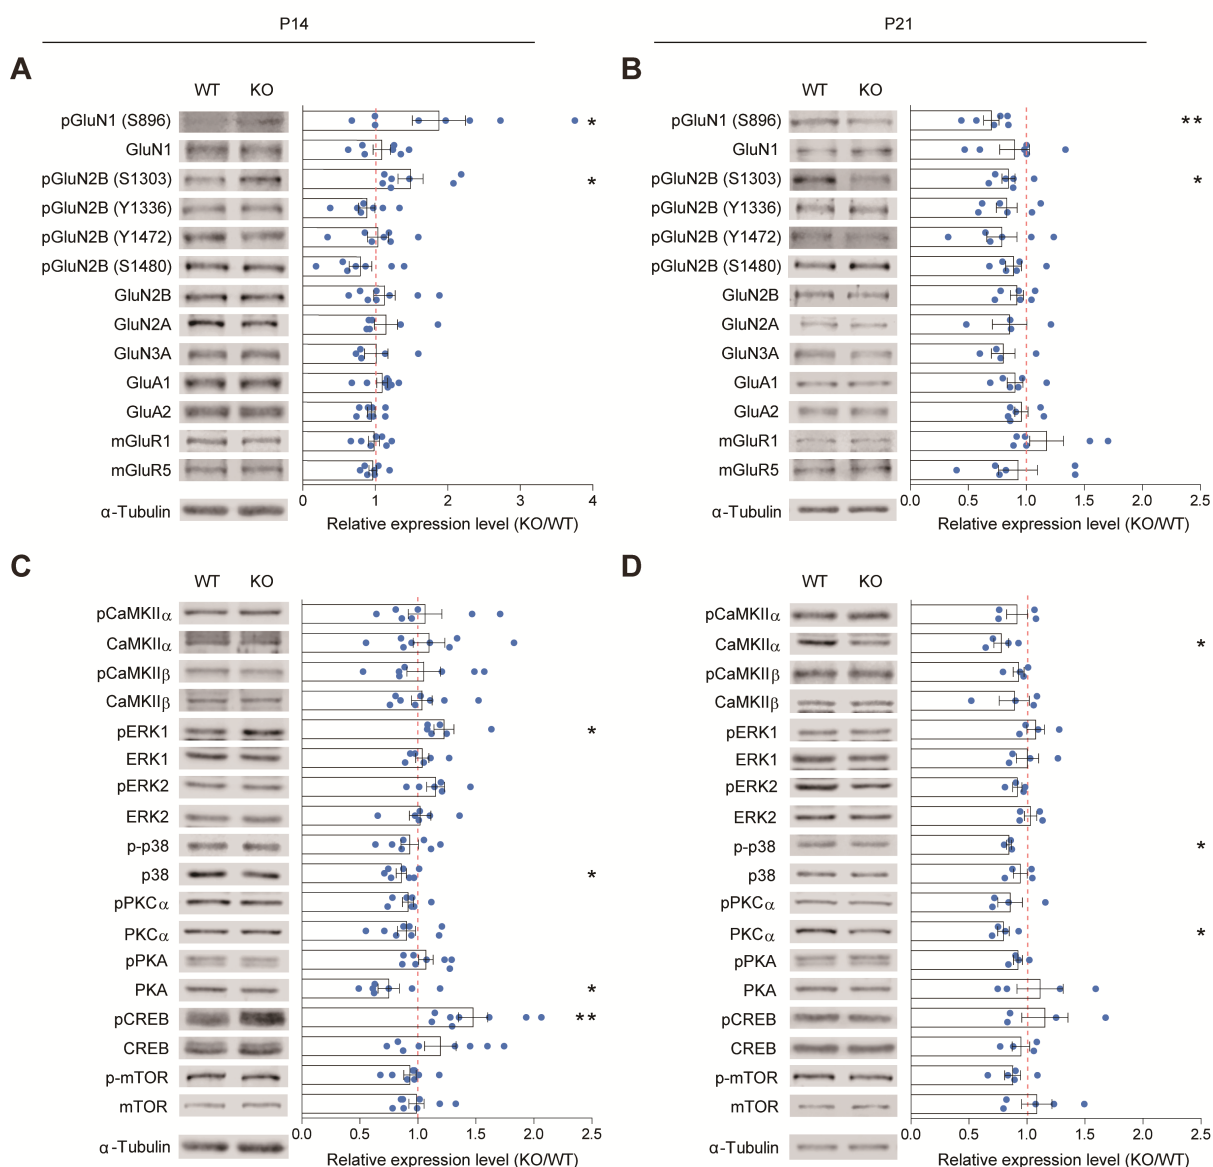 P14
P21
A
B
WT KO
WT KO
pGluN1 (S896) *
GluN1
pGluN2B (S1303) *
pGluN2B (Y1336)
pGluN2B (Y1472)
pGluN2B (S1480)
GluN2B
GluN2A
GluN3A
GluA1
GluA2
mGluR1
mGluR5
α-Tubulin
0 1 2 3 4
Relative expression level (KO/WT)
pGluN1 (S896) **
GluN1
pGluN2B (S1303) *
pGluN2B (Y1336)
pGluN2B (Y1472)
pGluN2B (S1480)
GluN2B
GluN2A
GluN3A
GluA1
GluA2
mGluR1
mGluR5
α-Tubulin
0.0 0.5 1.0 1.5 2.0 2.5
Relative expression level (KO/WT)
C
D
WT KO
WT KO
pCaMKIIα
CaMKIIα
pCaMKIIβ
CaMKIIβ
pERK1 *
ERK1
pERK2
ERK2
p-p38
p38 *
pPKCα
PKCα
pPKA
PKA *
pCREB **
CREB
p-mTOR
mTOR
α-Tubulin
0.0 0.5 1.0 1.5 2.0 2.5
Relative expression level (KO/WT)
pCaMKIIα
CaMKIIα *
pCaMKIIβ
CaMKIIβ
pERK1
ERK1
pERK2
ERK2
p-p38 *
p38
pPKCα
PKCα *
pPKA
PKA
pCREB
CREB
p-mTOR
mTOR
α-Tubulin
0.0 0.5 1.0 1.5 2.0 2.5
Relative expression level (KO/WT)